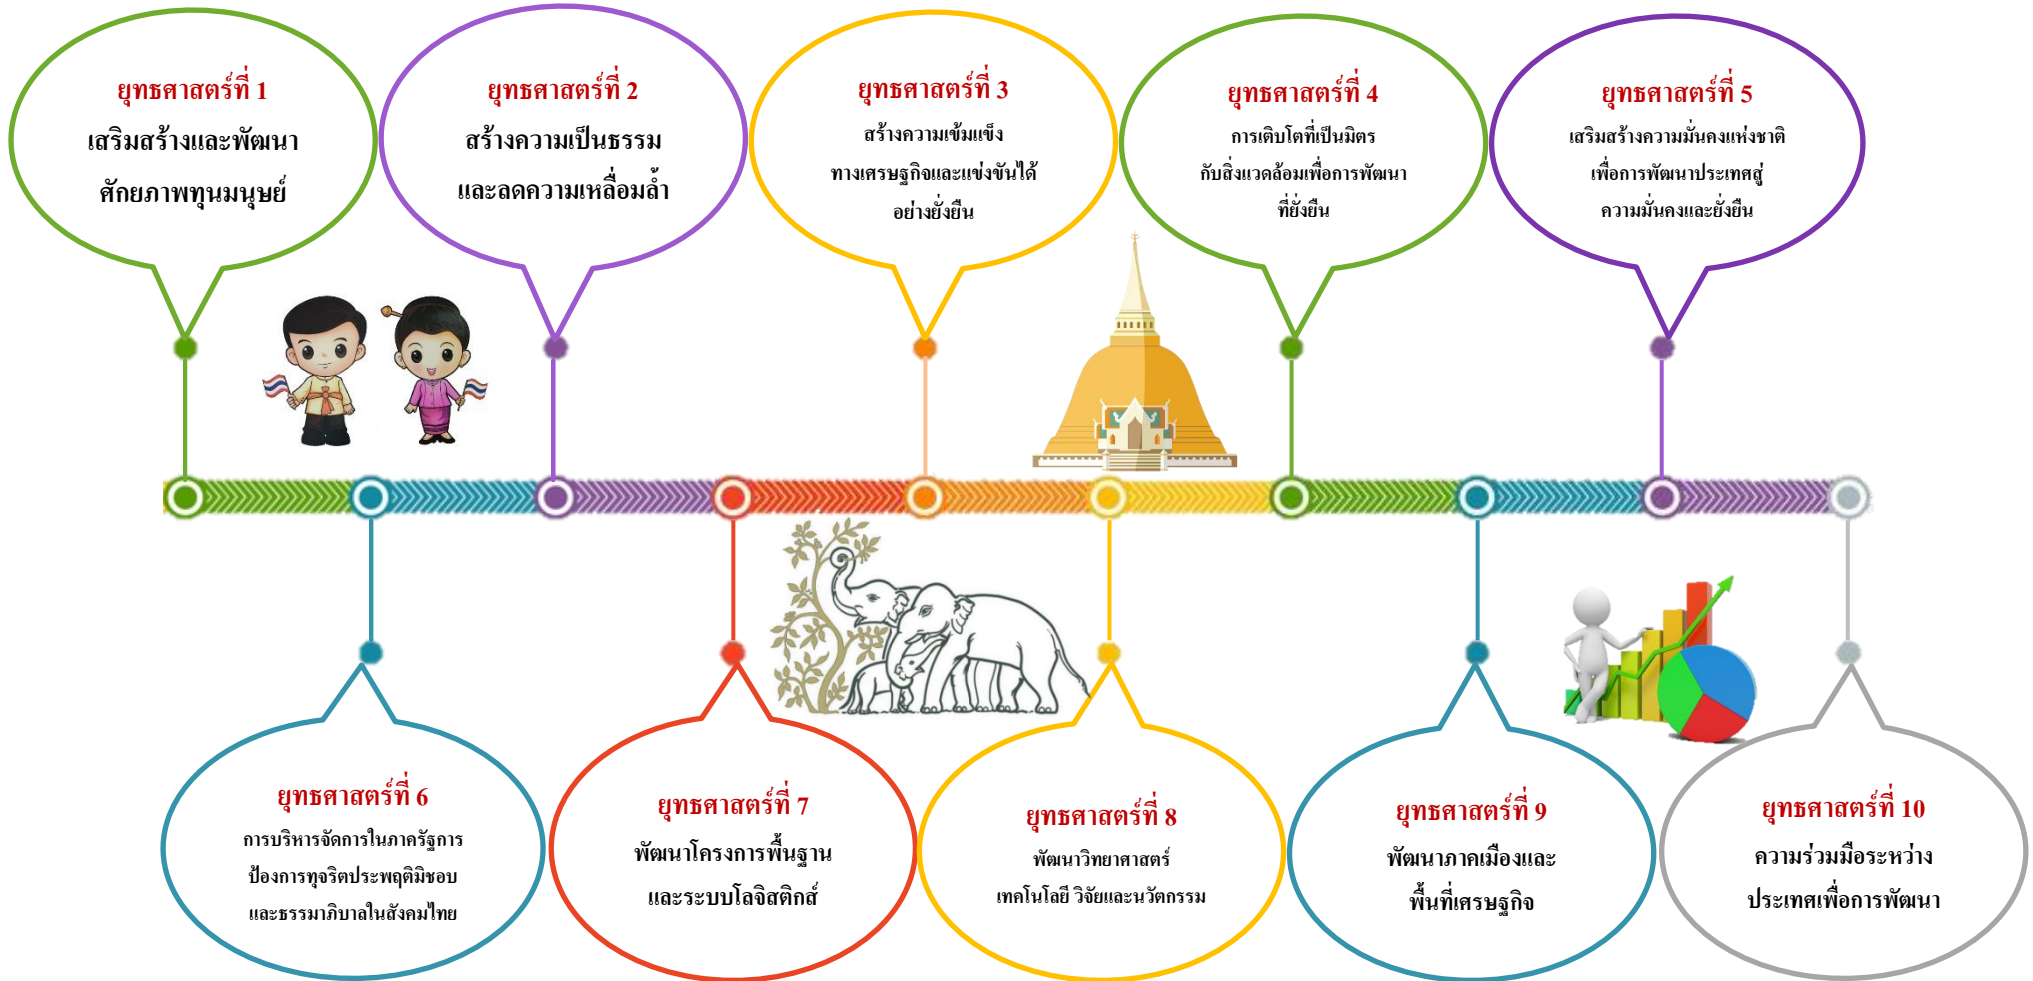 ยุทธศาสตร์ที่ 1
เสริมสร้างและพัฒนา
ศักยภาพทุนมนุษย์
ยุทธศาสตร์ที่ 2
สร้างความเป็นธรรม
และลดความเหลื่อมล้ำ
ยุทธศาสตร์ที่ 3
สร้างความเข้มแข็ง
ทางเศรษฐกิจและแข่งขันได้
อย่างยั่งยืน
ยุทธศาสตร์ที่ 4
การเติบโตที่เป็นมิตร
กับสิ่งแวดล้อมเพื่อการพัฒนา
ที่ยั่งยืน
ยุทธศาสตร์ที่ 5
เสริมสร้างความมั่นคงแห่งชาติ
เพื่อการพัฒนาประเทศสู่
ความมั่นคงและยั่งยืน
ยุทธศาสตร์ที่ 6
การบริหารจัดการในภาครัฐการ
ป้องการทุจริตประพฤติมิชอบ
และธรรมาภิบาลในสังคมไทย
ยุทธศาสตร์ที่ 7
พัฒนาโครงการพื้นฐาน
และระบบโลจิสติกส์
ยุทธศาสตร์ที่ 8
พัฒนาวิทยาศาสตร์
เทคโนโลยี วิจัยและนวัตกรรม
ยุทธศาสตร์ที่ 9
พัฒนาภาคเมืองและ
พื้นที่เศรษฐกิจ
ยุทธศาสตร์ที่ 10
ความร่วมมือระหว่าง
ประเทศเพื่อการพัฒนา